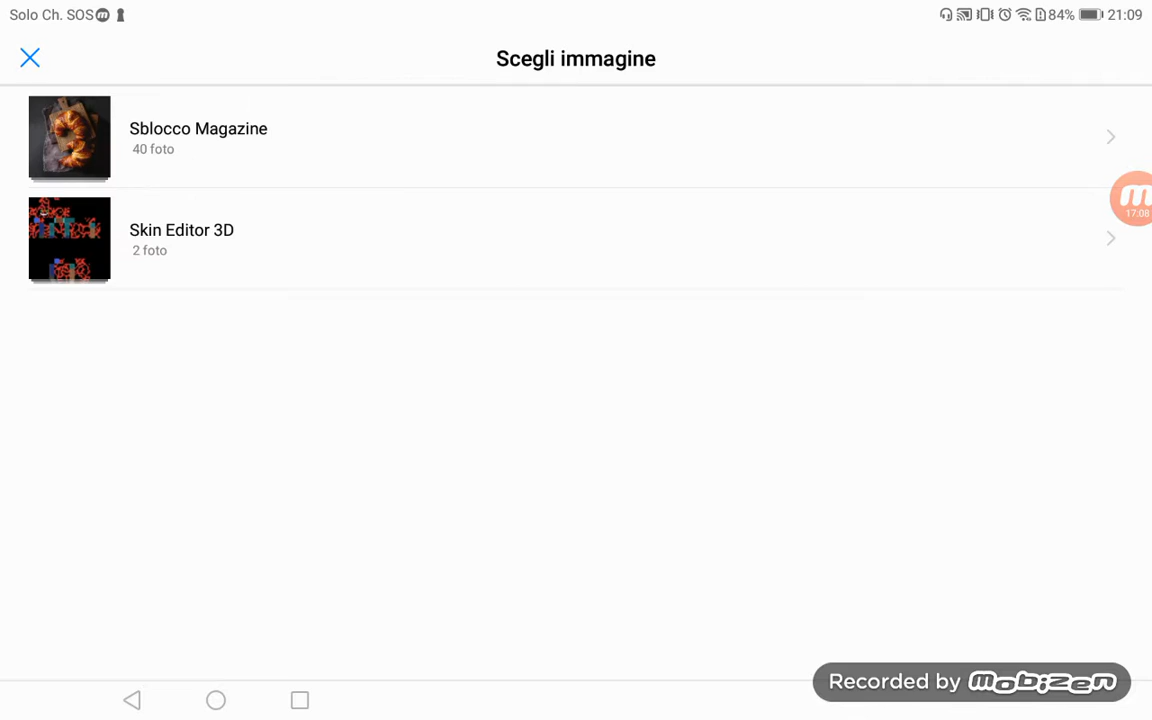 Solo Ch. SOS
84% 21:09
Scegli immagine
Sblocco Magazine
40 foto
Skin Editor 3D
2 foto
17:08
Recorded by mobizen